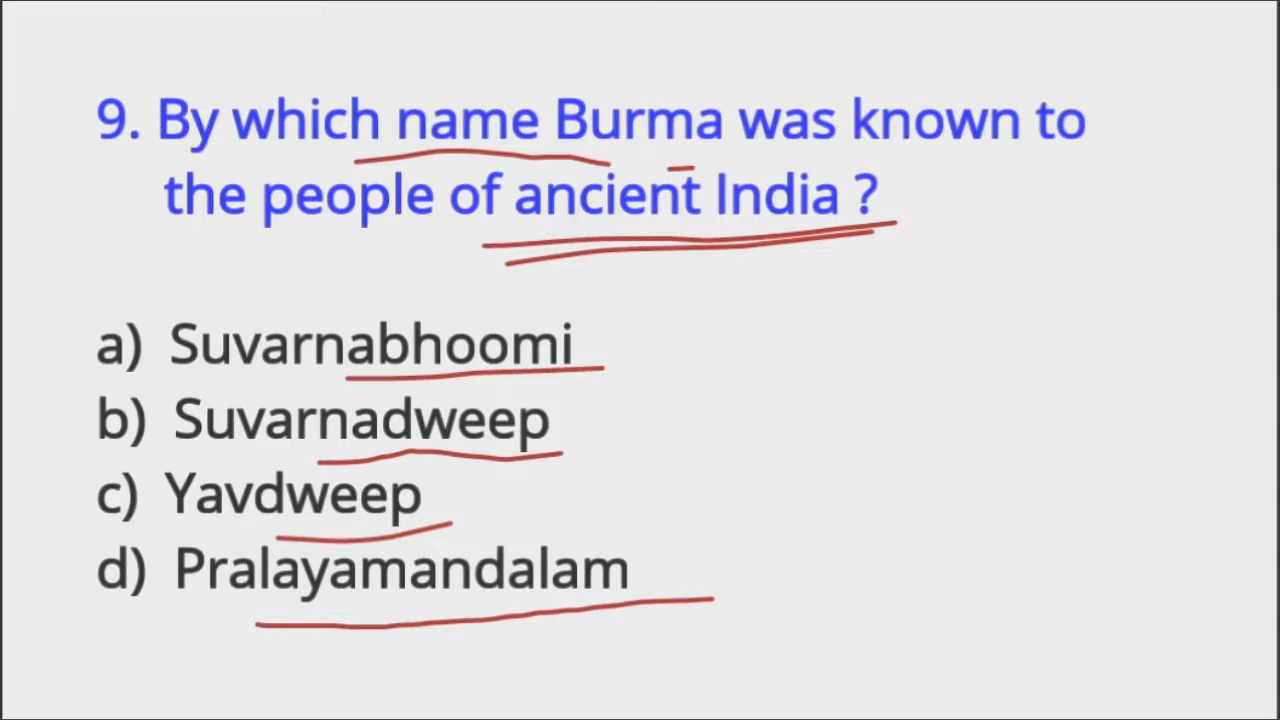 9. By which name Burma was known to
the people of ancient India ?
a) Suvarnabhoomi
b) Suvarnadweep
c) Yavdweep
d) Pralayamandalam